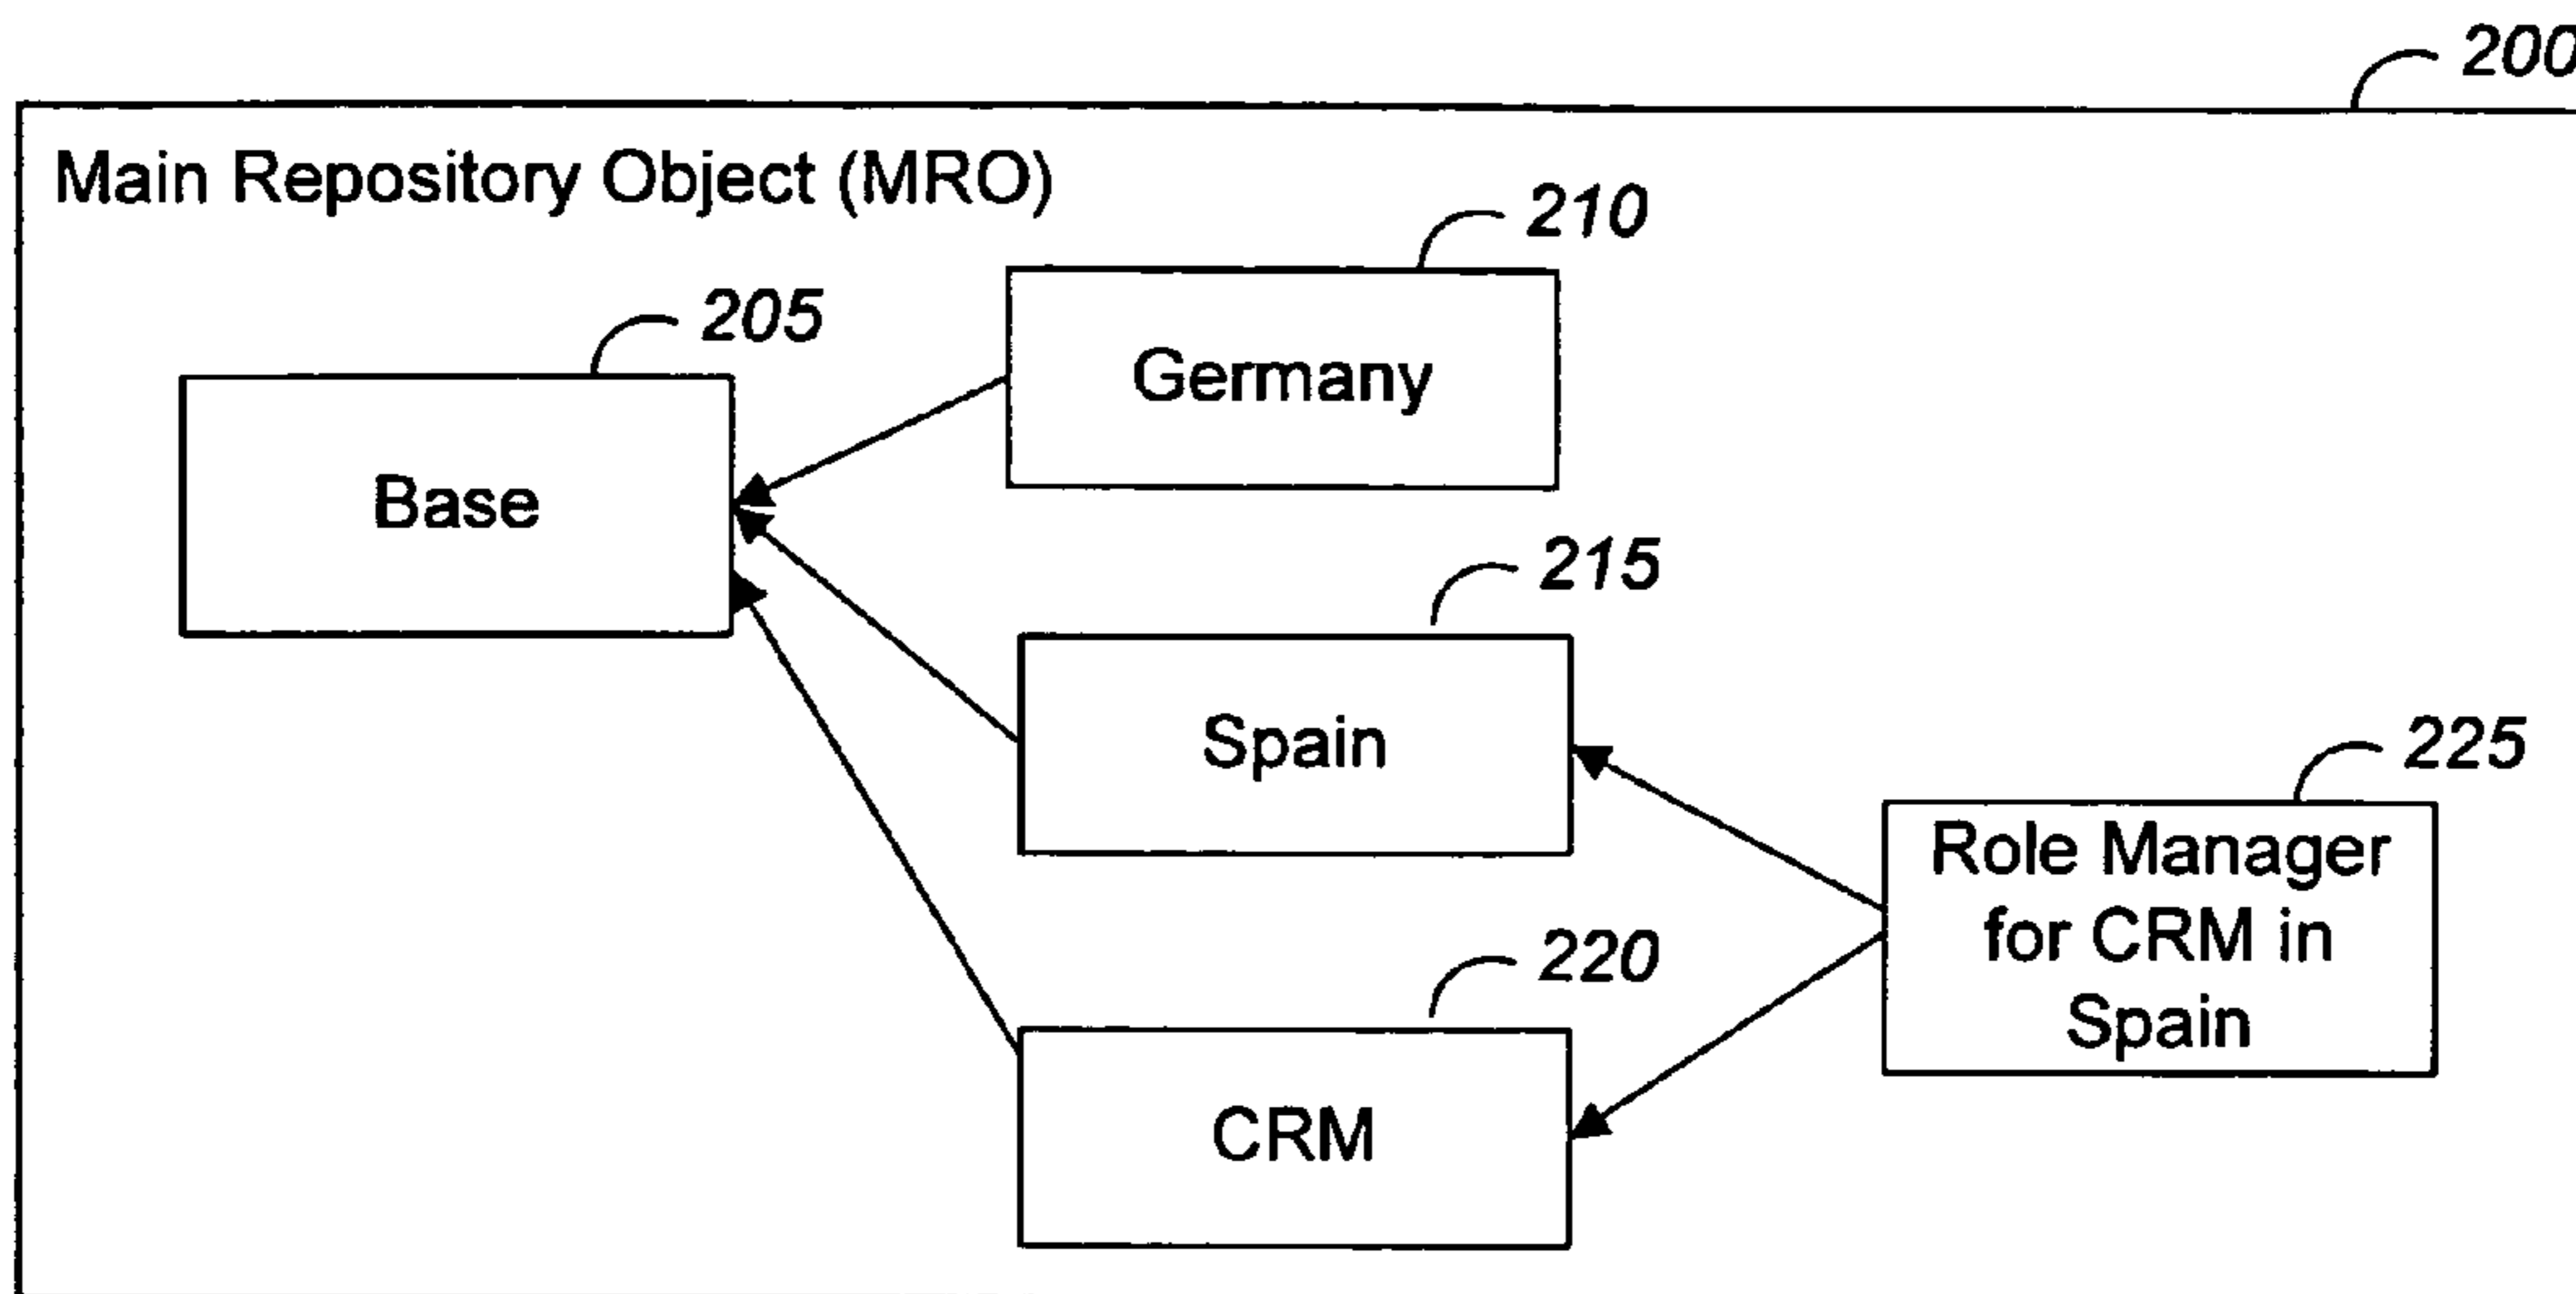 200
Main Repository Object (MRO)
210
205
Germany
Base
215
Spain
225
Role Manager
for CRM in
Spain
220
CRM